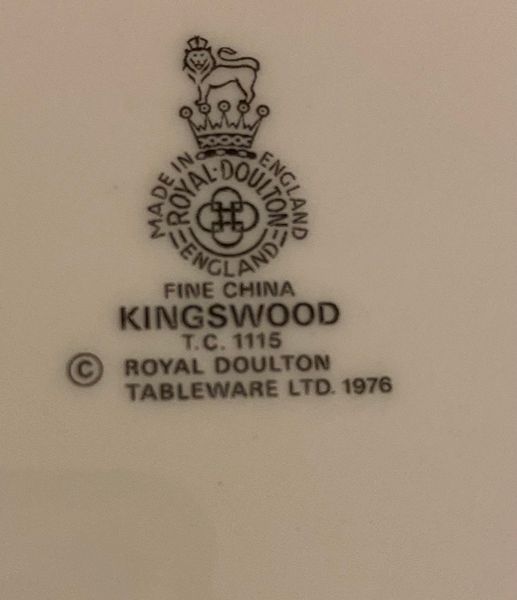 MADE IN ENGLAND
ROYAL·DOULTON
ENGLAND
FINE CHINA
KINGSWOOD
T.C. 1115
© ROYAL DOULTON
TABLEWARE LTD. 1976